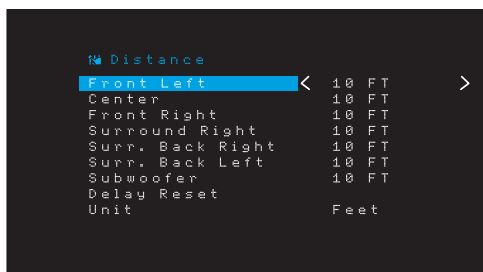 Distance
Front Left < 10 FT >
Center 10 FT
Front Right 10 FT
Surround Right 10 FT
Surr. Back Right 10 FT
Surr. Back Left 10 FT
Subwoofer 10 FT
Delay Reset
Unit Feet